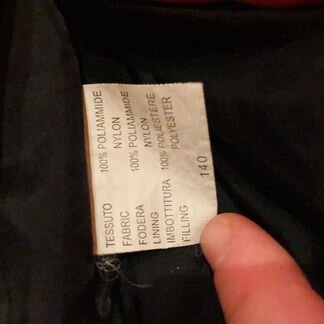 TESSUTO 100% POLIAMMIDE
FABRIC NYLON
FODERA 100% POLIAMMIDE
LINING NYLON
IMBOTTITURA 100% POLIESTERE
FILLING POLYESTER
140